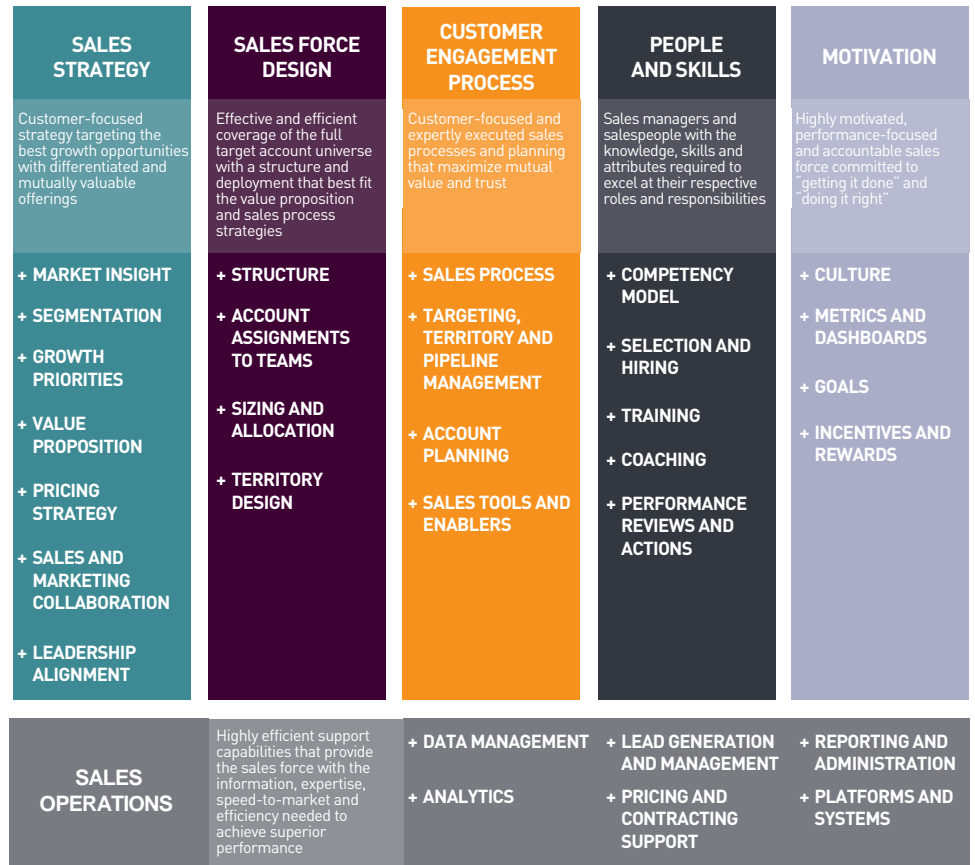 SALES
STRATEGY
Customer-focused
strategy targeting the
best growth opportunities
with differentiated and
mutually valuable
offerings
+ MARKET INSIGHT
+ SEGMENTATION
+ GROWTH
PRIORITIES
+ VALUE
PROPOSITION
+ PRICING
STRATEGY
+ SALES AND
MARKETING
COLLABORATION
+ LEADERSHIP
ALIGNMENT
SALES FORCE
DESIGN
Effective and efficient
coverage of the full
target account universe
with a structure and
deployment that best fit
the value proposition
and sales process
strategies
+ STRUCTURE
+ ACCOUNT
ASSIGNMENTS
TO TEAMS
+ SIZING AND
ALLOCATION
+ TERRITORY
DESIGN
CUSTOMER
ENGAGEMENT
PROCESS
Customer-focused and
expertly executed sales
processes and planning
that maximize mutual
value and trust
+ SALES PROCESS
+ TARGETING,
TERRITORY AND
PIPELINE
MANAGEMENT
+ ACCOUNT
PLANNING
+ SALES TOOLS AND
ENABLERS
PEOPLE
AND SKILLS
Sales managers and
salespeople with the
knowledge, skills and
attributes required to
excel at their respective
roles and responsibilities
+ COMPETENCY
MODEL
+ SELECTION AND
HIRING
+ TRAINING
+ COACHING
+ PERFORMANCE
REVIEWS AND
ACTIONS
MOTIVATION
Highly motivated,
performance-focused
and accountable sales
force committed to
"getting it done" and
"doing it right"
+ CULTURE
+ METRICS AND
DASHBOARDS
+ GOALS
+ INCENTIVES AND
REWARDS
SALES
OPERATIONS
Highly efficient support
capabilities that provide
the sales force with the
information, expertise,
speed-to-market and
efficiency needed to
achieve superior
performance
+ DATA MANAGEMENT
+ ANALYTICS
+ LEAD GENERATION
AND MANAGEMENT
+ PRICING AND
CONTRACTING
SUPPORT
+ REPORTING AND
ADMINISTRATION
+ PLATFORMS AND
SYSTEMS